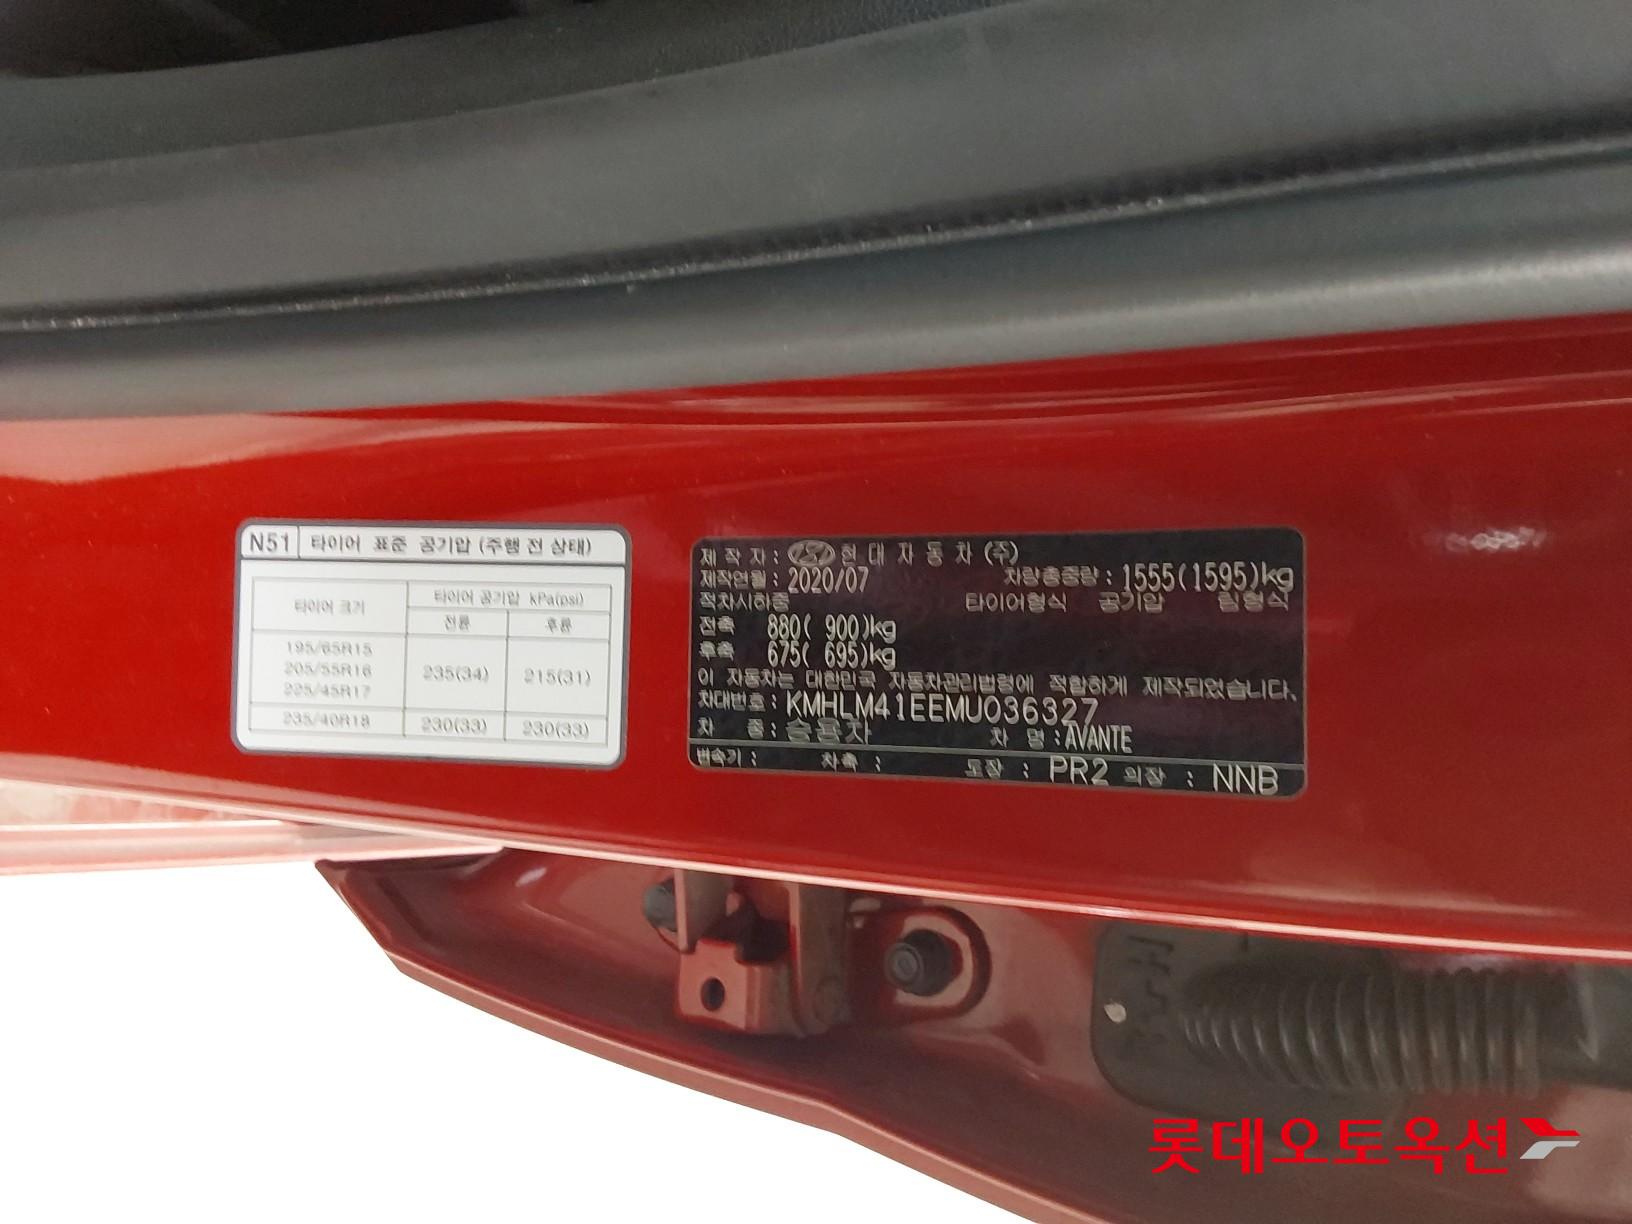 N51 타이어 표준 공기압 (주행 전 상태)
타이어 크기 타이어 공기압 kPa(psi)
전륜 후륜
195/65R15
205/55R16 235(34) 215(31)
225/45R17
235/40R18 230(33) 230(33)
제 작 자 : 현 대 자 동 차 (주)
제작연월 : 2020/07 차량총중량 : 1555(1595)kg
적차시하중 타이어형식 공기압 림형식
전축 880( 900)kg
후축 675( 695)kg
이 자동차는 대한민국 자동차관리법령에 적합하게 제작되었습니다.
차대번호 : KMHLM41EEMU036327
차 종 : 승용차 차 명 : AVANTE
변속기 : 차축 : 도장 : PR2 의장 : NNB
롯데오토옥션